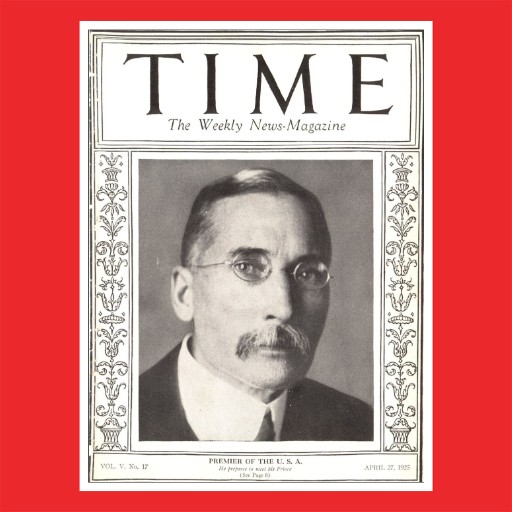 TIME
The Weekly News-Magazine
PREMIER OF THE U. S. A.
He prepares to meet his Prince
(See Page 8)
VOL. V, No. 17
APRIL 27, 1925